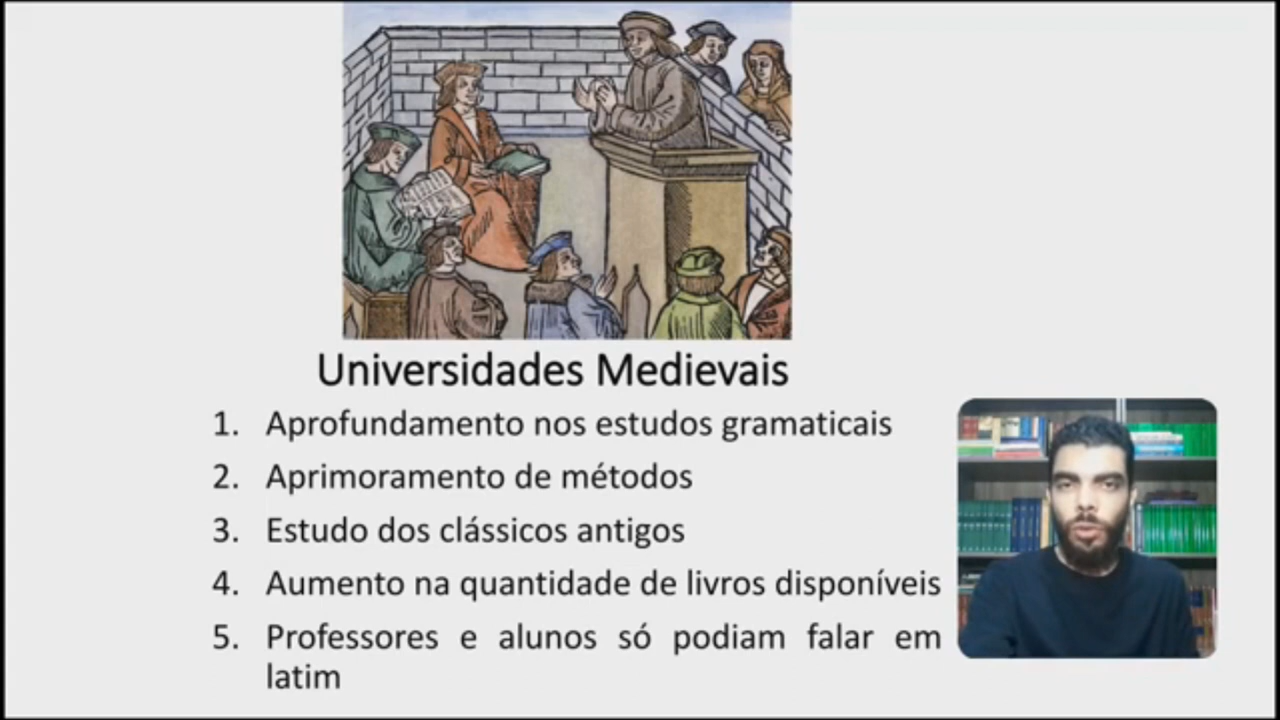 Universidades Medievais
1. Aprofundamento nos estudos gramaticais
2. Aprimoramento de métodos
3. Estudo dos clássicos antigos
4. Aumento na quantidade de livros disponíveis
5. Professores e alunos só podiam falar em
latim